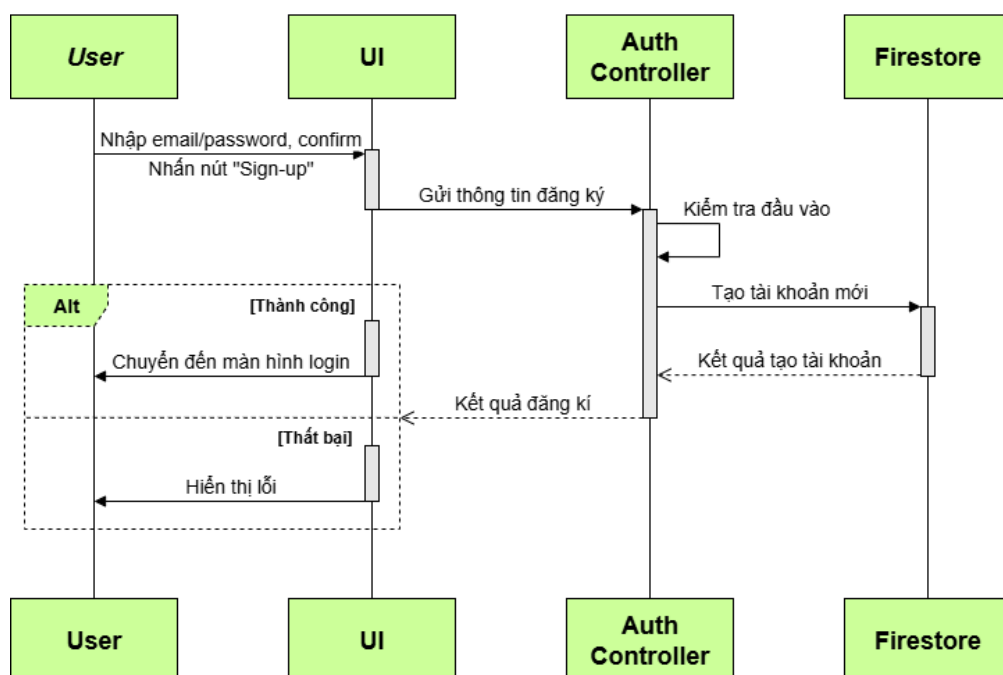 User
UI
Auth
Controller
Firestore
Nhập email/password, confirm
Nhấn nút "Sign-up"
Gửi thông tin đăng ký
Kiểm tra đầu vào
Alt
[Thành công]
Tạo tài khoản mới
Chuyển đến màn hình login
Kết quả tạo tài khoản
Kết quả đăng kí
[Thất bại]
Hiển thị lỗi
User
UI
Auth
Controller
Firestore